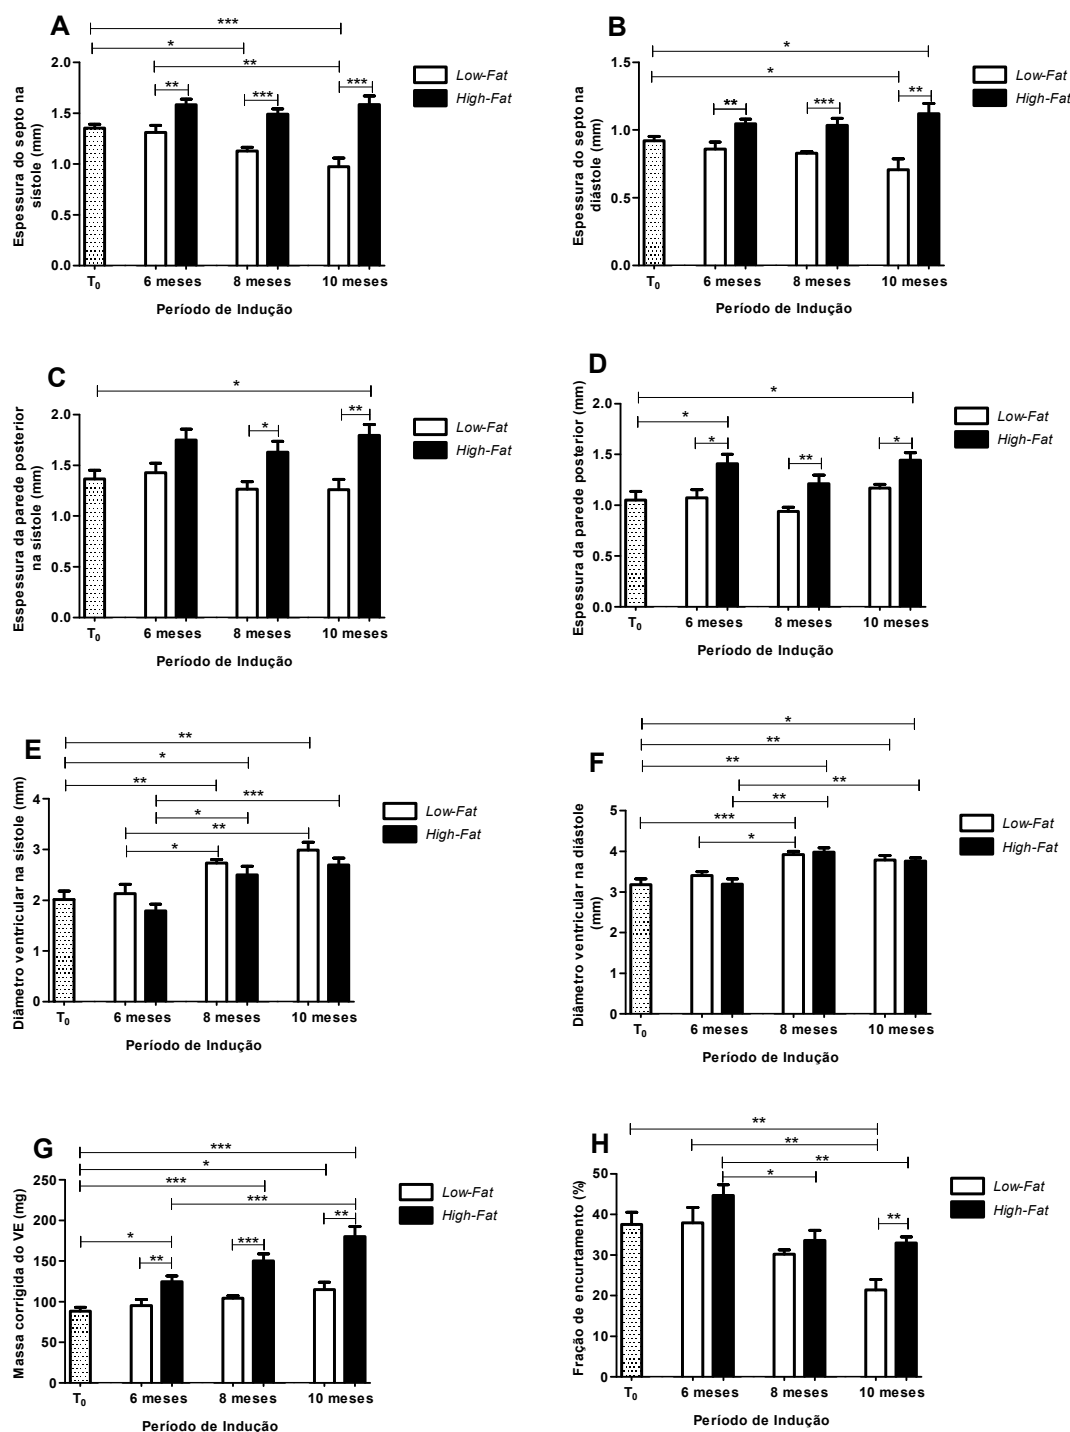 A
***
*
**
**
***
***
2.0
1.5
1.0
0.5
0.0
Espessura do septo na
sístole (mm)
T0
6 meses
8 meses
10 meses
Período de Indução
Low-Fat
High-Fat
B
*
*
**
***
**
1.5
1.0
0.5
0.0
Espessura do septo na
diástole (mm)
T0
6 meses
8 meses
10 meses
Período de Indução
Low-Fat
High-Fat
C
*
*
**
2.0
1.5
1.0
0.5
0.0
Esspessura da parede posterior
na sístole (mm)
T0
6 meses
8 meses
10 meses
Período de Indução
Low-Fat
High-Fat
D
*
*
*
**
*
2.0
1.5
1.0
0.5
0.0
Espessura da parede posterior (mm)
T0
6 meses
8 meses
10 meses
Período de Indução
Low-Fat
High-Fat
E
**
*
**
***
*
**
*
4
3
2
1
0
Diâmetro ventricular na sístole (mm)
T0
6 meses
8 meses
10 meses
Período de Indução
Low-Fat
High-Fat
F
*
**
**
**
**
***
*
5
4
3
2
1
0
Diâmetro ventricular na diástole
(mm)
T0
6 meses
8 meses
10 meses
Período de Indução
Low-Fat
High-Fat
G
***
*
***
***
*
**
***
**
250
200
150
100
50
0
Massa corrigida do VE (mg)
T0
6 meses
8 meses
10 meses
Período de Indução
Low-Fat
High-Fat
H
**
**
**
*
**
50
40
30
20
10
0
Fração de encurtamento (%)
T0
6 meses
8 meses
10 meses
Período de Indução
Low-Fat
High-Fat